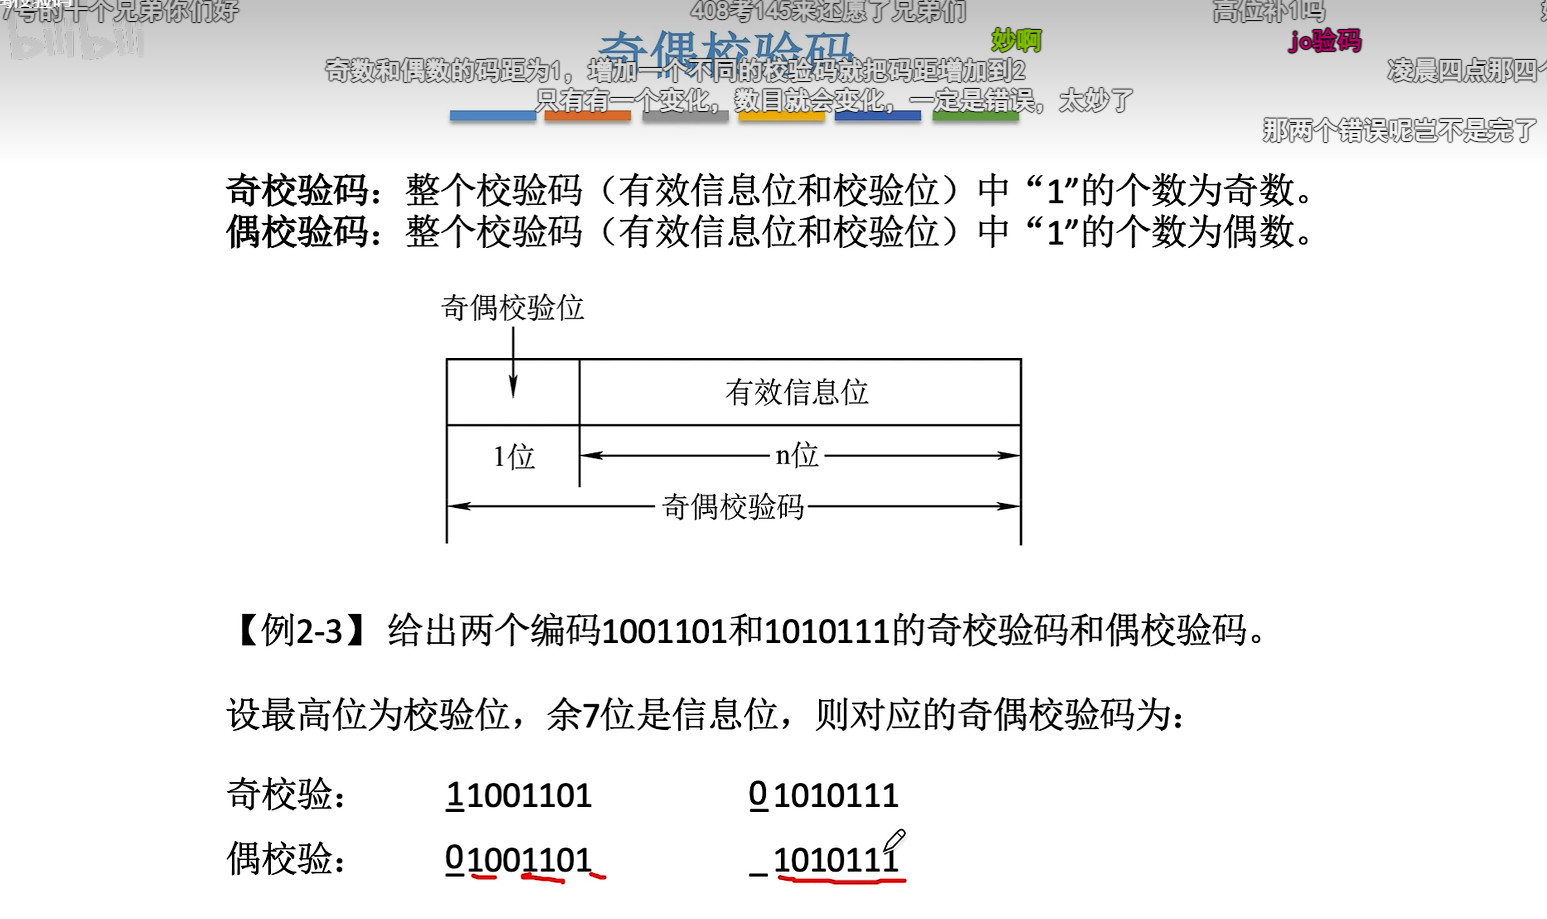 7号的十个兄弟你们好
408考145来还愿了兄弟们
高位补1吗
bilibili
奇偶校验码
妙啊
jo验码
奇数和偶数的码距为1，增加一个不同的校验码就把码距增加到2
凌晨四点那四个
只有有一个变化，数目就会变化，一定是错误，太妙了
那两个错误呢岂不是完了
奇校验码：整个校验码（有效信息位和校验位）中“1”的个数为奇数。
偶校验码：整个校验码（有效信息位和校验位）中“1”的个数为偶数。
奇偶校验位
有效信息位
1位
n位
奇偶校验码
【例2-3】 给出两个编码1001101和1010111的奇校验码和偶校验码。
设最高位为校验位，余7位是信息位，则对应的奇偶校验码为：
奇校验： 11001101 0 1010111
偶校验： 01001101 _ 1010111